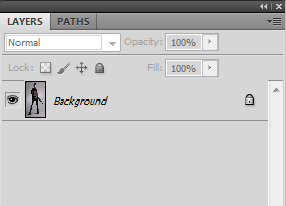 LAYERS PATHS
Normal Opacity: 100%
Lock: Fill: 100%
Background